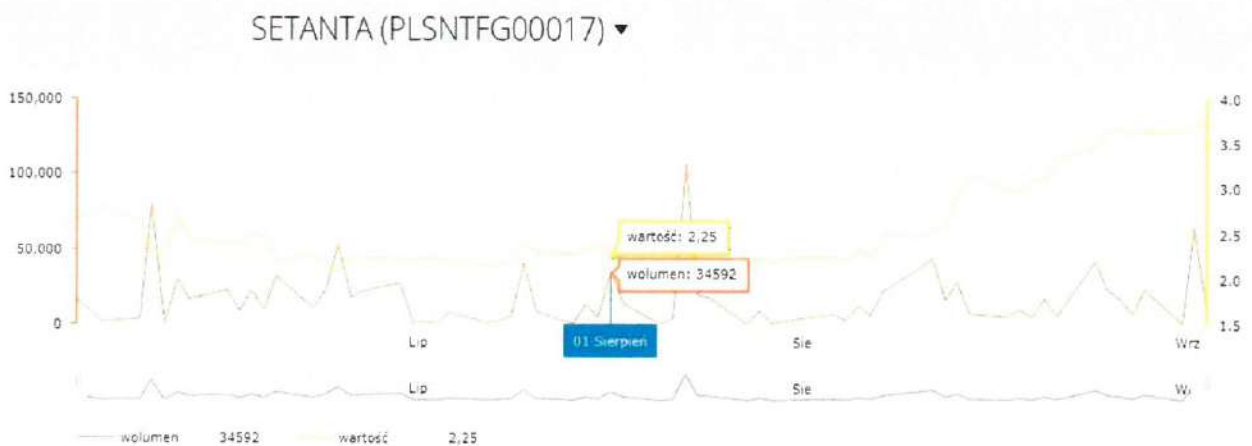 SETANTA (PLSNTFG00017)
150,000
100,000
50.000
0
4.0
3.5
3.0
2.5
2.0
1.5
wartość: 2,25
wolumen: 34592
Lip
01 Sierpień
Sie
Wrz
Lip
Sie
wolumen 34592 wartość 2,25